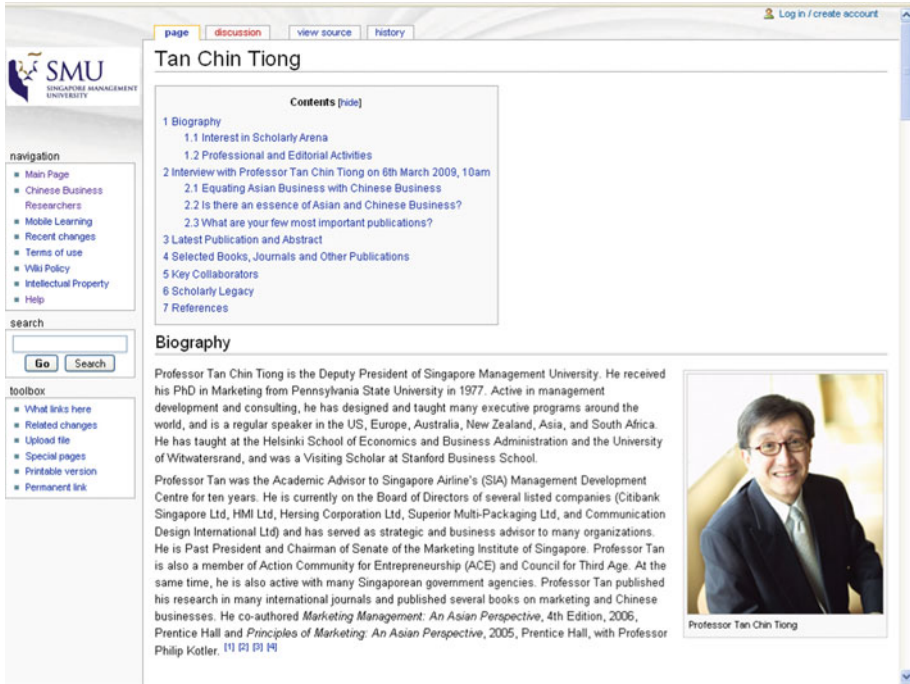 Log in / create account
page discussion view source history
SMU
SINGAPORE MANAGEMENT
UNIVERSITY
Tan Chin Tiong
Contents [hide]
1 Biography
1.1 Interest in Scholarly Arena
1.2 Professional and Editorial Activities
2 Interview with Professor Tan Chin Tiong on 6th March 2009, 10am
2.1 Equating Asian Business with Chinese Business
2.2 Is there an essence of Asian and Chinese Business?
2.3 What are your few most important publications?
3 Latest Publication and Abstract
4 Selected Books, Journals and Other Publications
5 Key Collaborators
6 Scholarly Legacy
7 References
navigation
Main Page
Chinese Business
Researchers
Mobile Learning
Recent changes
Terms of use
Wiki Policy
Intellectual Property
Help
search
Go Search
toolbox
What links here
Related changes
Upload file
Special pages
Printable version
Permanent link
Biography
Professor Tan Chin Tiong is the Deputy President of Singapore Management University. He received
his PhD in Marketing from Pennsylvania State University in 1977. Active in management
development and consulting, he has designed and taught many executive programs around the
world, and is a regular speaker in the US, Europe, Australia, New Zealand, Asia, and South Africa.
He has taught at the Helsinki School of Economics and Business Administration and the University
of Witwatersrand, and was a Visiting Scholar at Stanford Business School.
Professor Tan was the Academic Advisor to Singapore Airline's (SIA) Management Development
Centre for ten years. He is currently on the Board of Directors of several listed companies (Citibank
Singapore Ltd, HMI Ltd, Hersing Corporation Ltd, Superior Multi-Packaging Ltd, and Communication
Design International Ltd) and has served as strategic and business advisor to many organizations.
He is Past President and Chairman of Senate of the Marketing Institute of Singapore. Professor Tan
is also a member of Action Community for Entrepreneurship (ACE) and Council for Third Age. At the
same time, he is also active with many Singaporean government agencies. Professor Tan published
his research in many international journals and published several books on marketing and Chinese
businesses. He co-authored Marketing Management: An Asian Perspective, 4th Edition, 2006,
Prentice Hall and Principles of Marketing: An Asian Perspective, 2005, Prentice Hall, with Professor
Philip Kotler. [1] [2] [3] [4]
Professor Tan Chin Tiong